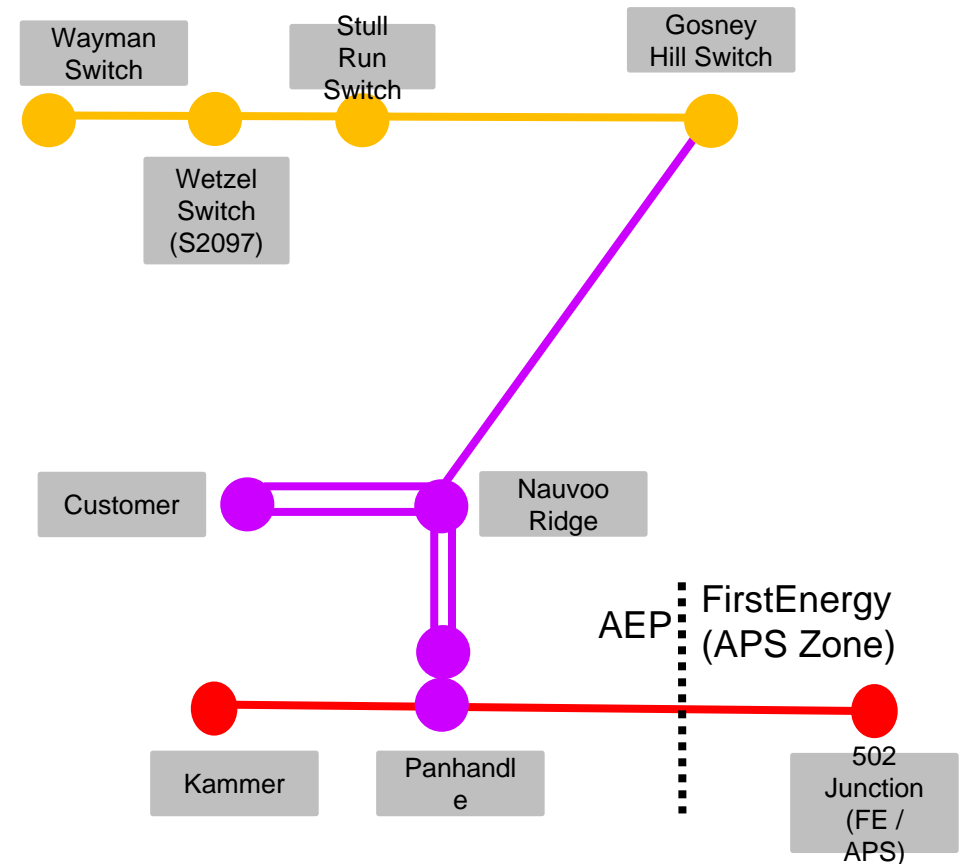 Wayman
Switch
Stull
Run
Switch
Gosney
Hill Switch
Wetzel
Switch
(S2097)
Customer
Nauvoo
Ridge
AEP
FirstEnergy
(APS Zone)
Kammer
Panhandl
e
502
Junction
(FE /
APS)